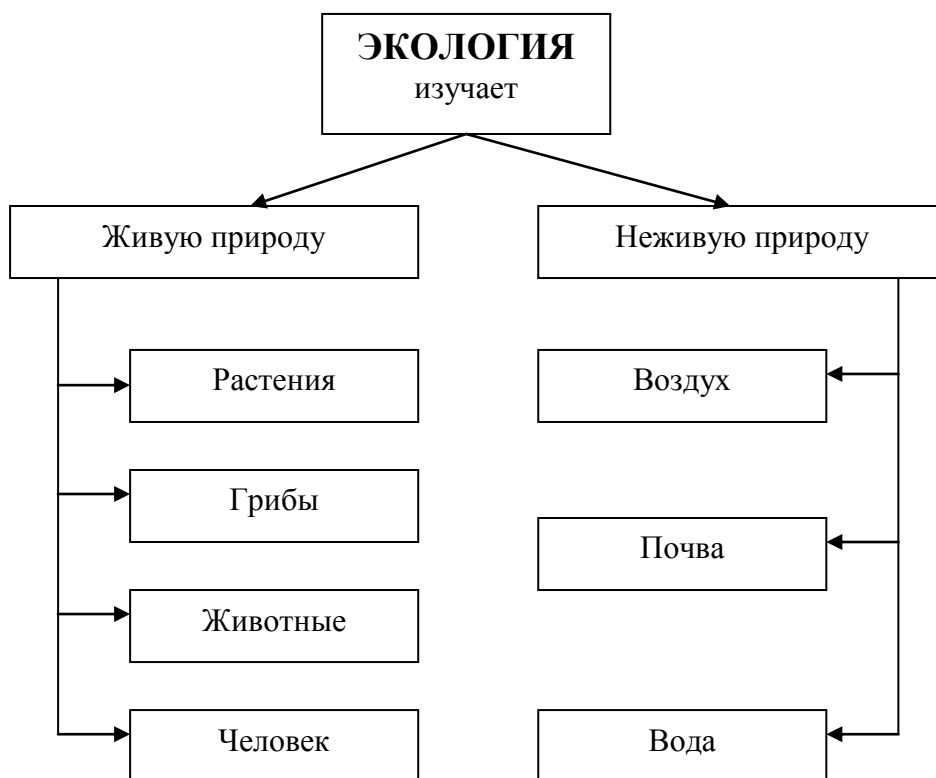 ЭКОЛОГИЯ
изучает
Живую природу
Неживую природу
Растения
Воздух
Грибы
Почва
Животные
Человек
Вода